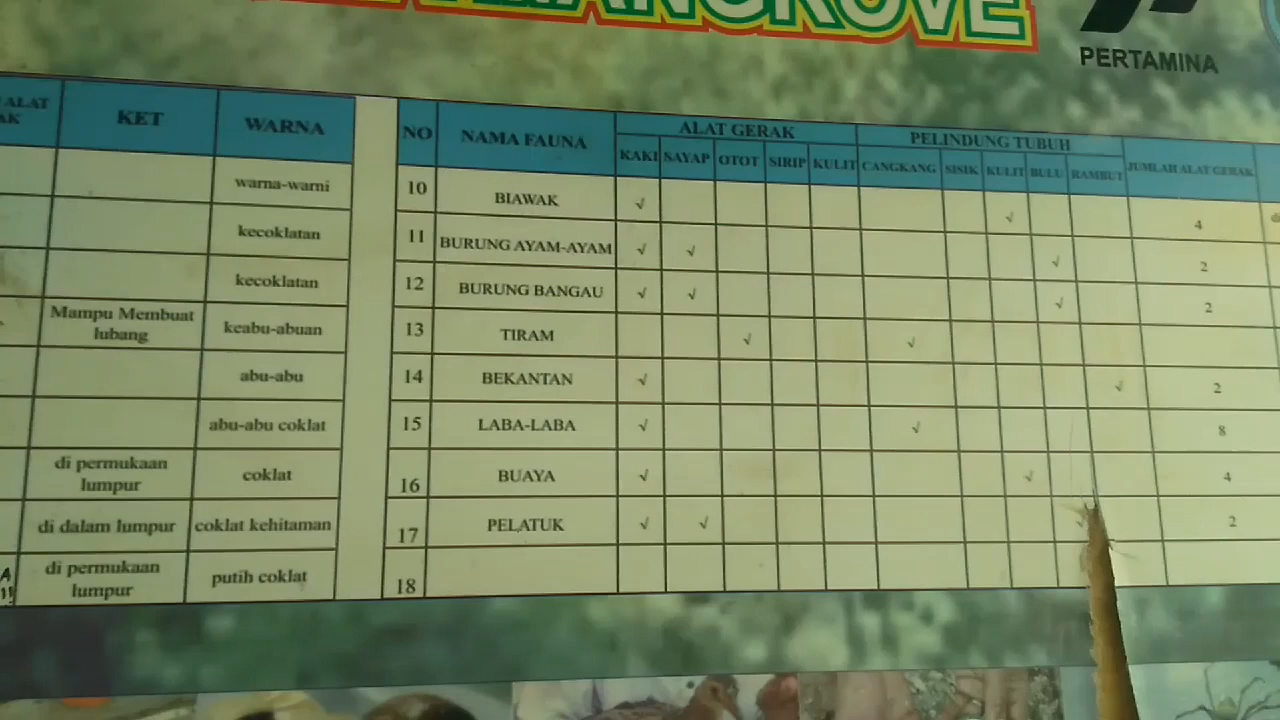 MANGROVE
PERTAMINA
ALAT
AK
KET
WARNA
warna-warni
kecoklatan
kecoklatan
Mampu Membuat
lubang
keabu-abuan
abu-abu
abu-abu coklat
di permukaan
lumpur
coklat
di dalam lumpur
coklat kehitaman
di permukaan
lumpur
putih coklat
NO
NAMA FAUNA
ALAT GERAK
PELINDUNG TUBUH
JUMLAH ALAT GERAK
KAKI SAYAP OTOT SIRIP KULIT CANGKANG SISIK KULIT BULU RAMBUT
10 BIAWAK √ √ 4
11 BURUNG AYAM-AYAM √ √ √ 2
12 BURUNG BANGAU √ √ √ 2
13 TIRAM √ √
14 BEKANTAN √ √ 2
15 LABA-LABA √ √ 8
16 BUAYA √ √ 4
17 PELATUK √ √ √ 2
18